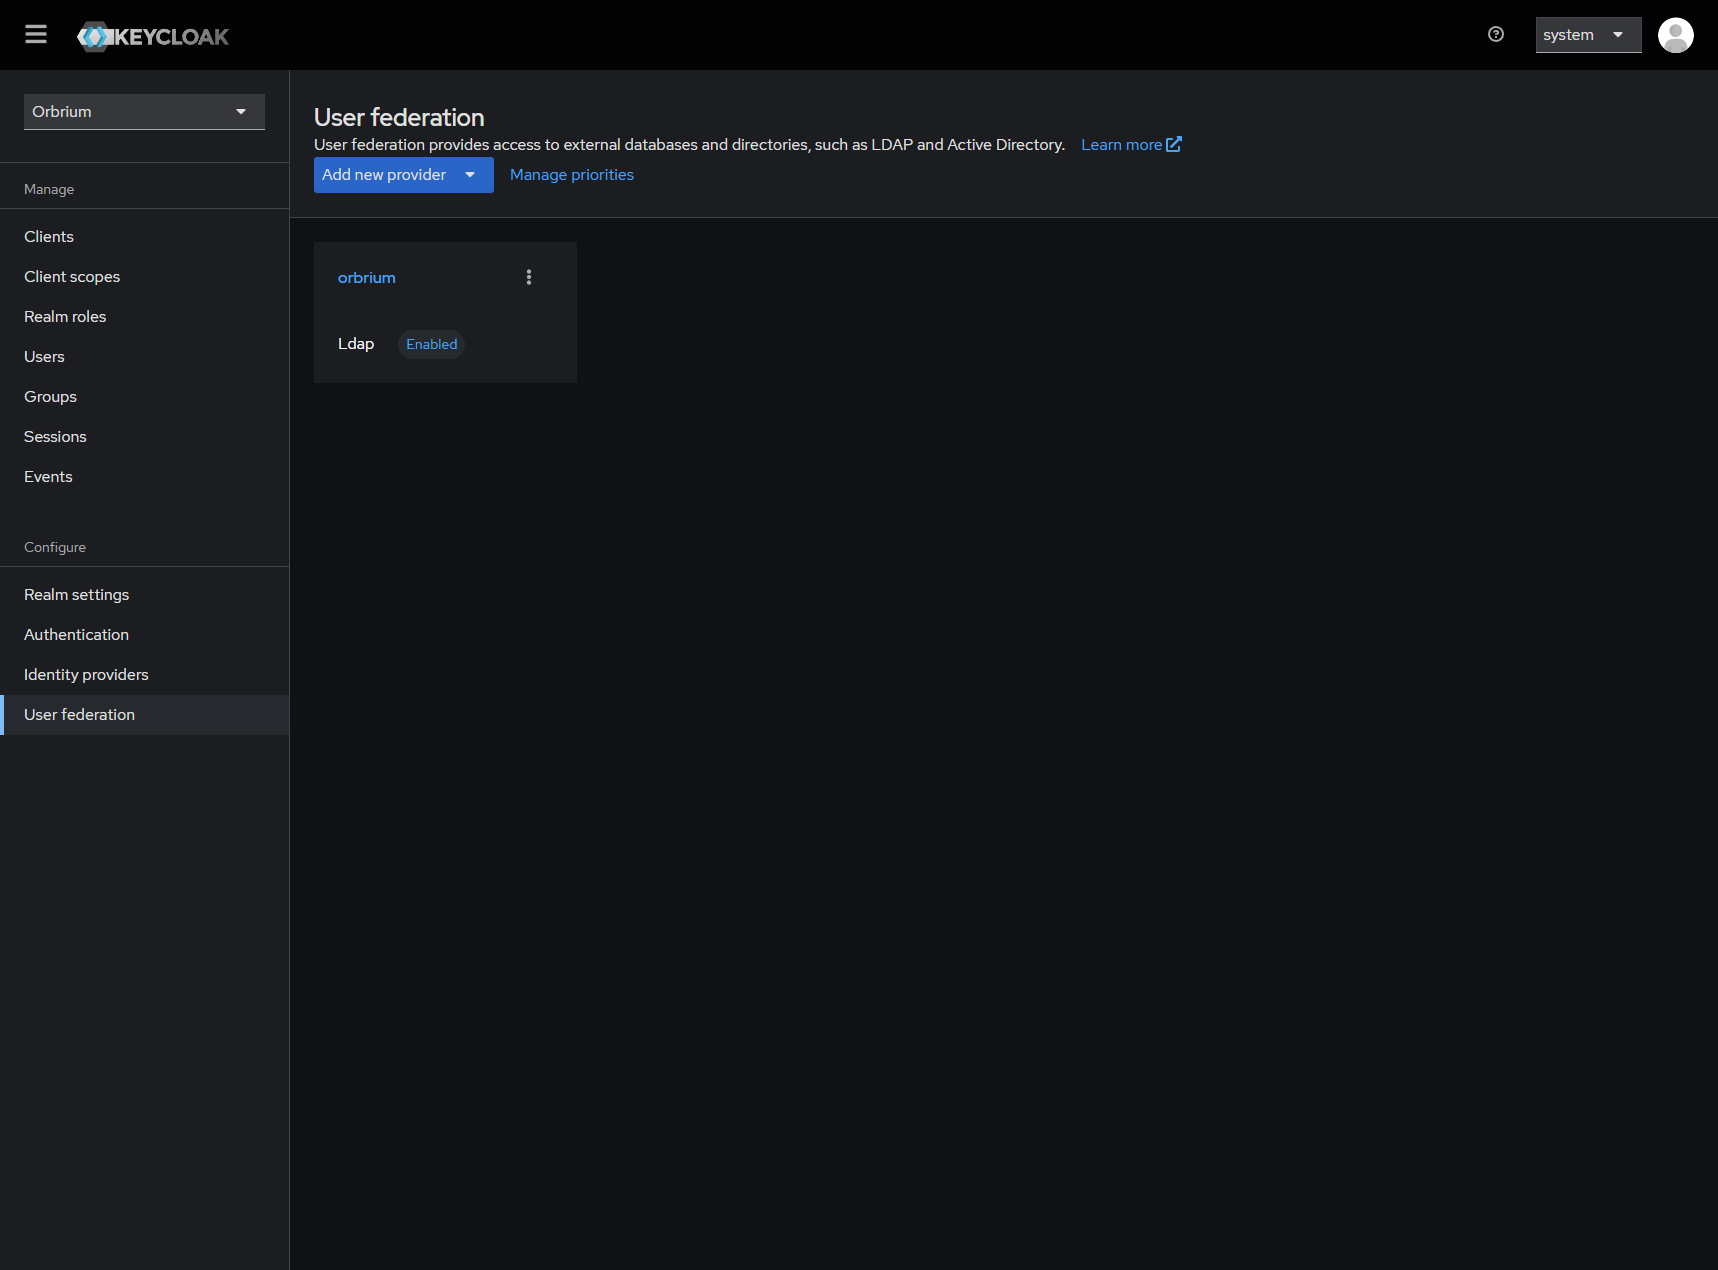 KEYCLOAK
system
Orbrium
Manage
Clients
Client scopes
Realm roles
Users
Groups
Sessions
Events
Configure
Realm settings
Authentication
Identity providers
User federation
User federation
User federation provides access to external databases and directories, such as LDAP and Active Directory. Learn more
Add new provider Manage priorities
orbrium
Ldap Enabled